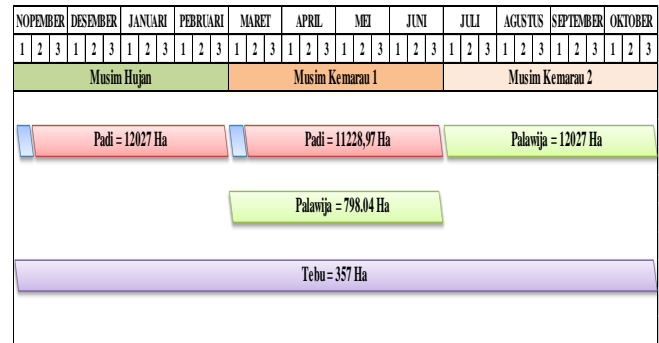 NOPEMBER DESEMBER JANUARI PEBRUARI MARET APRIL MEI JUNI JULI AGUSTUS SEPTEMBER OKTOBER
1 2 3 1 2 3 1 2 3 1 2 3 1 2 3 1 2 3 1 2 3 1 2 3 1 2 3 1 2 3 1 2 3 1 2 3
Musim Hujan Musim Kemarau 1 Musim Kemarau 2
Padi = 12027 Ha Padi = 11228,97 Ha Palawija = 12027 Ha
Palawija = 798.04 Ha
Tebu = 357 Ha